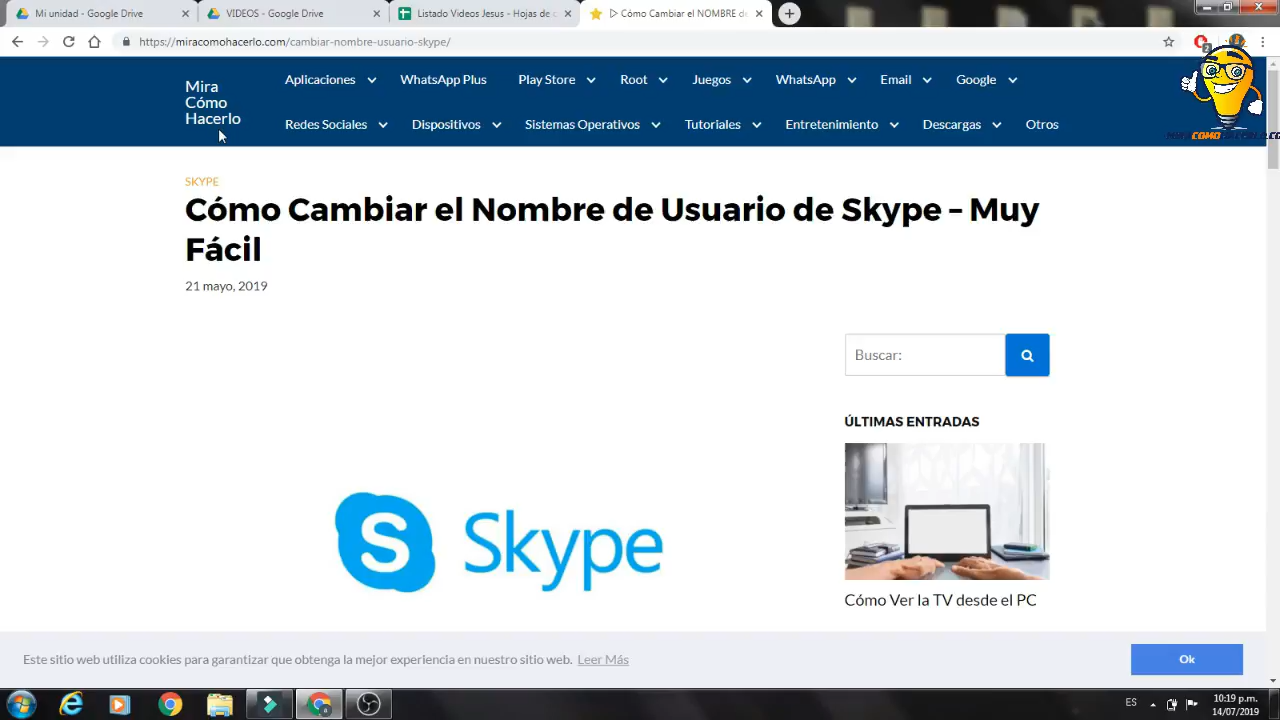 Mi unidad - Google Drive
VIDEOS - Google Drive
Listado Videos Jesus - Hojas de
Cómo Cambiar el NOMBRE de
https://miracomohacerlo.com/cambiar-nombre-usuario-skype/
2
Mira
Cómo
Hacerlo
Aplicaciones
WhatsApp Plus
Play Store
Root
Juegos
WhatsApp
Email
Google
Redes Sociales
Dispositivos
Sistemas Operativos
Tutoriales
Entretenimiento
Descargas
Otros
SKYPE
Cómo Cambiar el Nombre de Usuario de Skype – Muy
Fácil
21 mayo, 2019
Buscar:
ÚLTIMAS ENTRADAS
S Skype
Cómo Ver la TV desde el PC
Este sitio web utiliza cookies para garantizar que obtenga la mejor experiencia en nuestro sitio web. Leer Más
Ok
ES
10:19 p.m.
14/07/2019